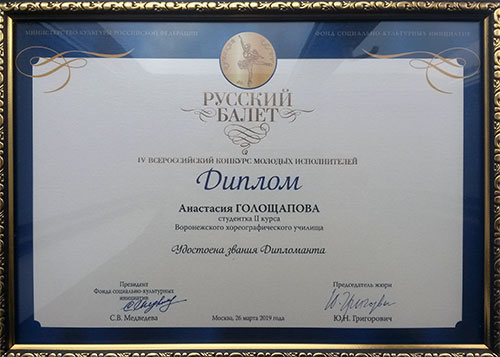 МИНИСТЕРСТВО КУЛЬТУРЫ РОССИЙСКОЙ ФЕДЕРАЦИИ
ФОНД СОЦИАЛЬНО-КУЛЬТУРНЫХ ИНИЦИАТИВ
РУССКИЙ
БАЛЕТ
IV ВСЕРОССИЙСКИЙ КОНКУРС МОЛОДЫХ ИСПОЛНИТЕЛЕЙ
Диплом
Анастасия ГОЛОЩАПОВА
студентка II курса
Воронежского хореографического училища
Удостоена звания Дипломанта
Президент
Фонда социально-культурных
инициатив
С.В. Медведева
Москва, 26 марта 2019 года
Председатель жюри
Ю.Н. Григорович